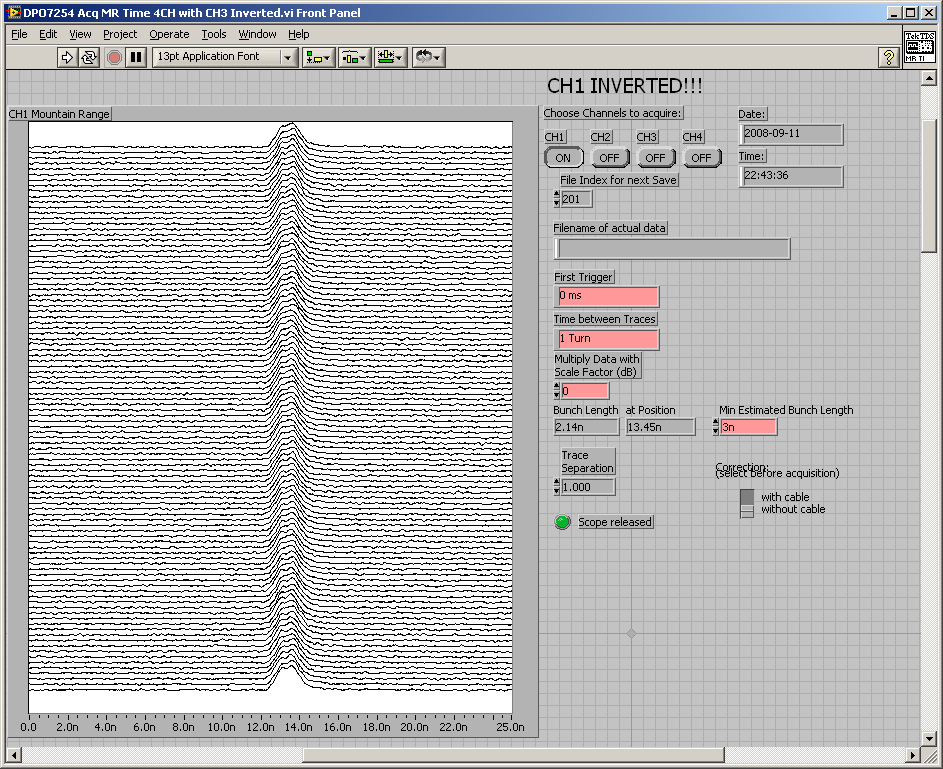 DPO7254 Acq MR Time 4CH with CH3 Inverted.vi Front Panel
File Edit View Project Operate Tools Window Help
13pt Application Font
?
Tek TDS
MR TI
CH1 INVERTED!!!
CH1 Mountain Range
Choose Channels to acquire:
CH1 CH2 CH3 CH4
ON OFF OFF OFF
Date:
2008-09-11
Time:
22:43:36
File Index for next Save
201
Filename of actual data
First Trigger
0 ms
Time between Traces
1 Turn
Multiply Data with
Scale Factor (dB)
0
Bunch Length at Position Min Estimated Bunch Length
2.14n 13.45n 3n
Trace
Separation
1.000
Correction:
(select before acquisition)
with cable
without cable
Scope released
0.0 2.0n 4.0n 6.0n 8.0n 10.0n 12.0n 14.0n 16.0n 18.0n 20.0n 22.0n 25.0n